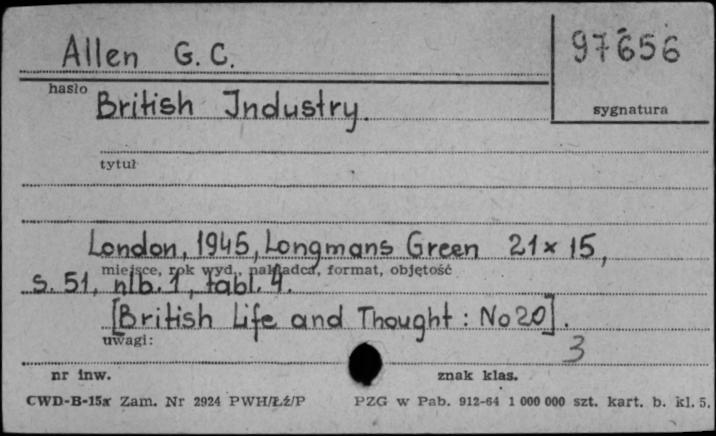 Allen G. C.
97656
hasło
sygnatura
British Industry.
tytuł
London, 1945, Longmans Green 21 x 15,
miejsce, rok wyd., nakładca, format, objętość
s. 51, nlb. 1, tabl. 4.
[British Life and Thought : No 20].
uwagi:
3
nr inw.
znak klas.
CWD-B-15x Zam. Nr 2924 PWH/Łź/P
PZG w Pab. 912-64 1 000 000 szt. kart. b. kl. 5.